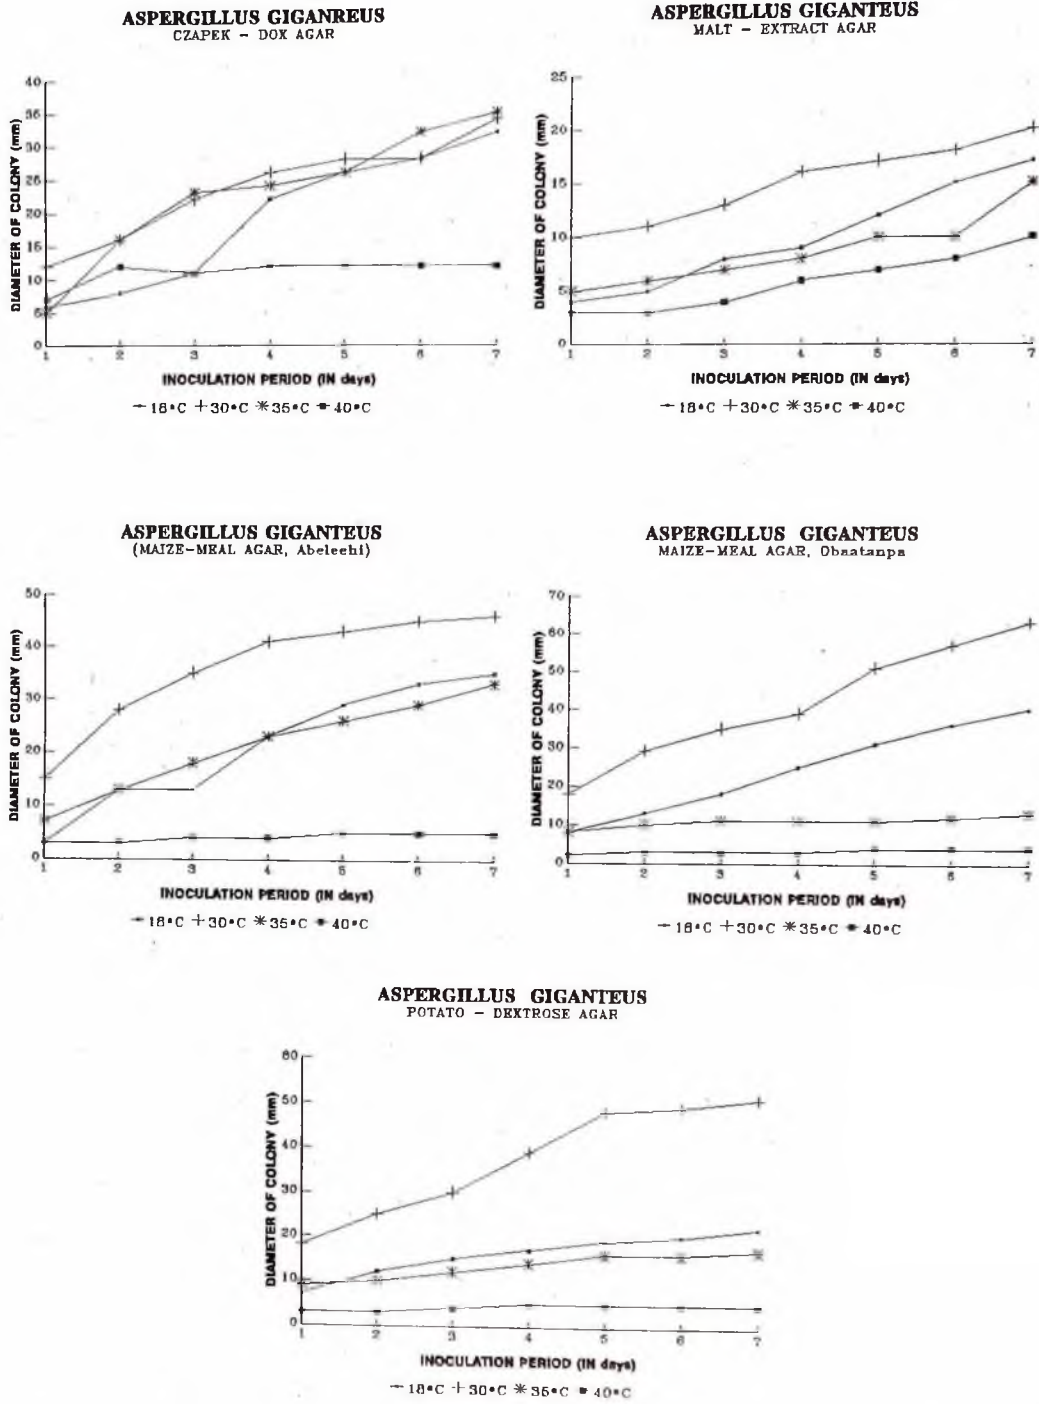 ASPERGILLUS GIGANREUS
CZAPEK - DOX AGAR
DIAMETER OF COLONY (mm)
40
35
30
25
20
15
10
5
0
1 2 3 4 5 6 7
INOCULATION PERIOD (IN days)
18°C 30°C 35°C 40°C
ASPERGILLUS GIGANTEUS
MALT - EXTRACT AGAR
DIAMETER OF COLONY (mm)
25
20
15
10
5
0
1 2 3 4 5 6 7
INOCULATION PERIOD (IN days)
18°C 30°C 35°C 40°C
ASPERGILLUS GIGANTEUS
(MAIZE-MEAL AGAR, Abeleehi)
DIAMETER OF COLONY (mm)
50
40
30
20
10
0
1 2 3 4 5 6 7
INOCULATION PERIOD (IN days)
18°C 30°C 35°C 40°C
ASPERGILLUS GIGANTEUS
MAIZE-MEAL AGAR, Obaatanpa
DIAMETER OF COLONY (mm)
70
60
50
40
30
20
10
0
1 2 3 4 5 6 7
INOCULATION PERIOD (IN days)
18°C 30°C 35°C 40°C
ASPERGILLUS GIGANTEUS
POTATO - DEXTROSE AGAR
DIAMETER OF COLONY (mm)
60
50
40
30
20
10
0
1 2 3 4 5 6 7
INOCULATION PERIOD (IN days)
18°C 30°C 35°C 40°C